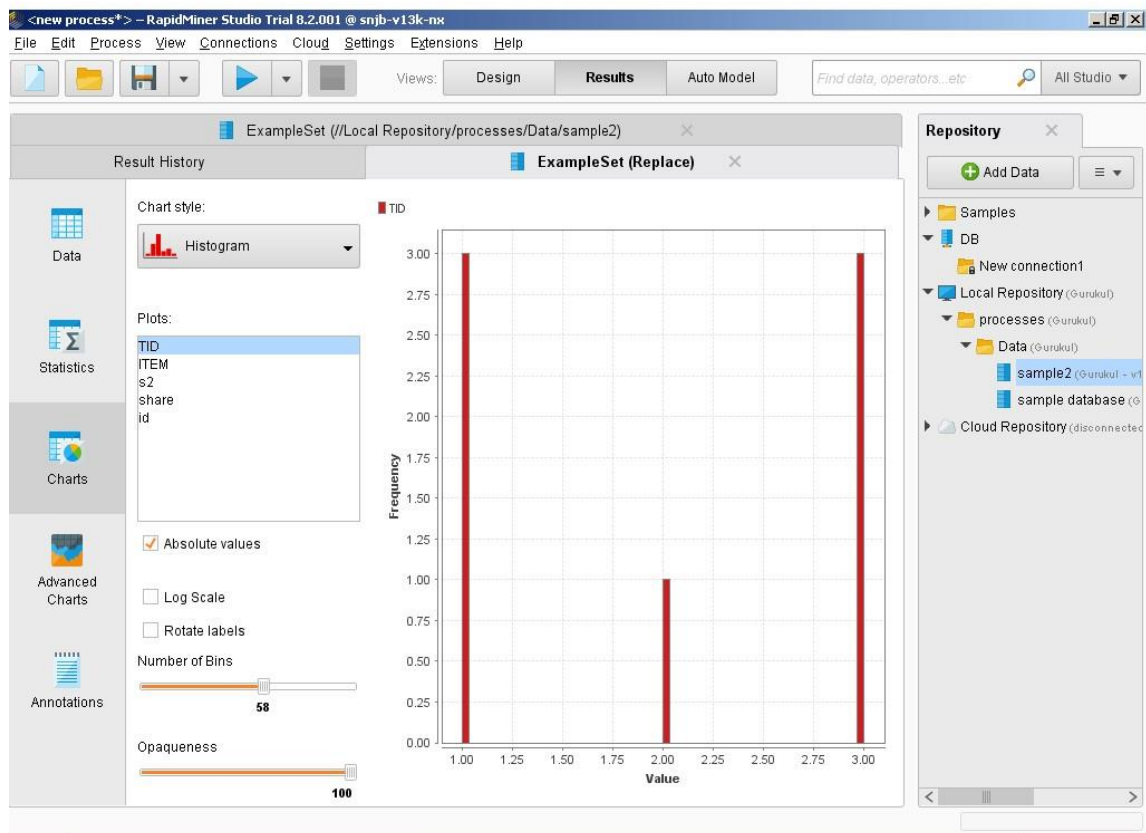 <new process*> – RapidMiner Studio Trial 8.2.001 @ snjb-v13k-nx
File Edit Process View Connections Cloud Settings Extensions Help
Views: Design Results Auto Model Find data, operators...etc All Studio
ExampleSet (//Local Repository/processes/Data/sample2)
Result History ExampleSet (Replace)
Data
Statistics
Charts
Advanced
Charts
Annotations
Chart style:
Histogram
Plots:
TID
ITEM
s2
share
id
Absolute values
Log Scale
Rotate labels
Number of Bins
58
Opaqueness
100
TID
Frequency
3.00
2.75
2.50
2.25
2.00
1.75
1.50
1.25
1.00
0.75
0.50
0.25
0.00
1.00 1.25 1.50 1.75 2.00 2.25 2.50 2.75 3.00
Value
Repository
Add Data
Samples
DB
New connection1
Local Repository (Gurukul)
processes (Gurukul)
Data (Gurukul)
sample2 (Gurukul - v1
sample database (G
Cloud Repository (disconnected